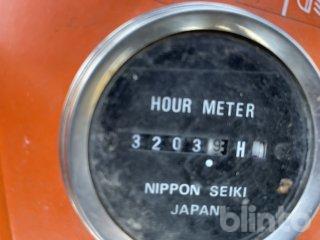 HOUR METER
3203 H
NIPPON SEIKI
JAPAN
blinto